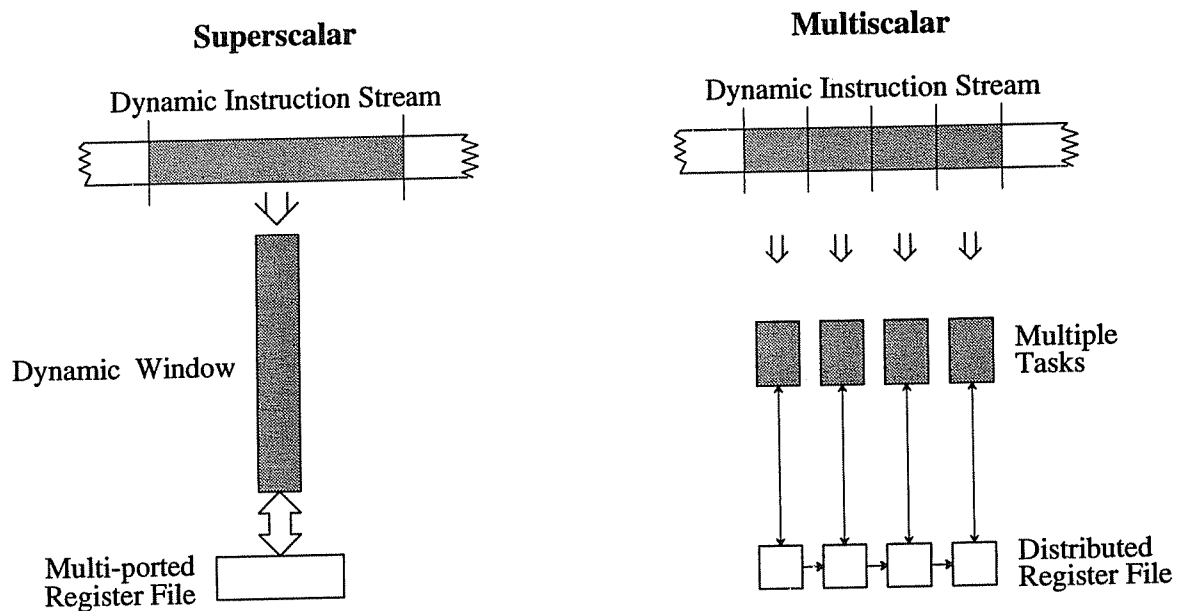 Superscalar
Dynamic Instruction Stream
Dynamic Window
Multi-ported
Register File
Multiscalar
Dynamic Instruction Stream
Multiple
Tasks
Distributed
Register File